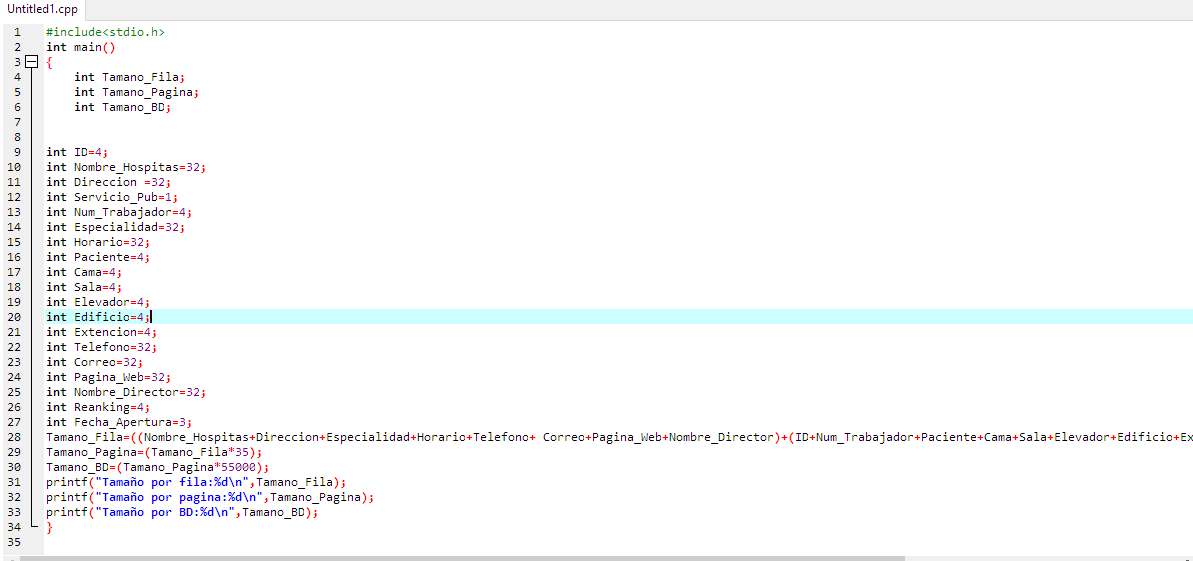 Untitled1.cpp
1 #include<stdio.h>
2 int main()
3 {
4 int Tamano_Fila;
5 int Tamano_Pagina;
6 int Tamano_BD;
7
8
9 int ID=4;
10 int Nombre_Hospitas=32;
11 int Direccion =32;
12 int Servicio_Pub=1;
13 int Num_Trabajador=4;
14 int Especialidad=32;
15 int Horario=32;
16 int Paciente=4;
17 int Cama=4;
18 int Sala=4;
19 int Elevador=4;
20 int Edificio=4;
21 int Extencion=4;
22 int Telefono=32;
23 int Correo=32;
24 int Pagina_Web=32;
25 int Nombre_Director=32;
26 int Reanking=4;
27 int Fecha_Apertura=3;
28 Tamano_Fila=((Nombre_Hospitas+Direccion+Especialidad+Horario+Telefono+ Correo+Pagina_Web+Nombre_Director)+(ID+Num_Trabajador+Paciente+Cama+Sala+Elevador+Edificio+Ex
29 Tamano_Pagina=(Tamano_Fila*35);
30 Tamano_BD=(Tamano_Pagina*55000);
31 printf("Tamaño por fila:%d\n",Tamano_Fila);
32 printf("Tamaño por pagina:%d\n",Tamano_Pagina);
33 printf("Tamaño por BD:%d\n",Tamano_BD);
34 }
35